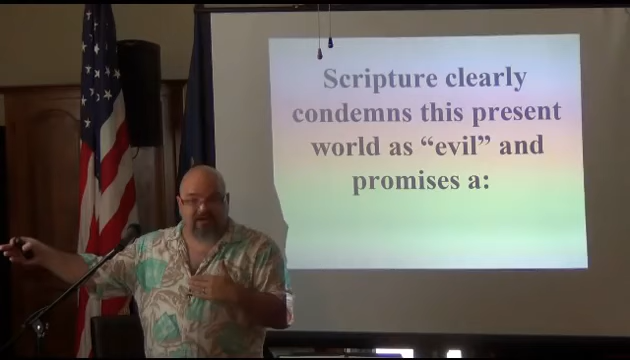 Scripture clearly
condemns this present
world as “evil” and
promises a: